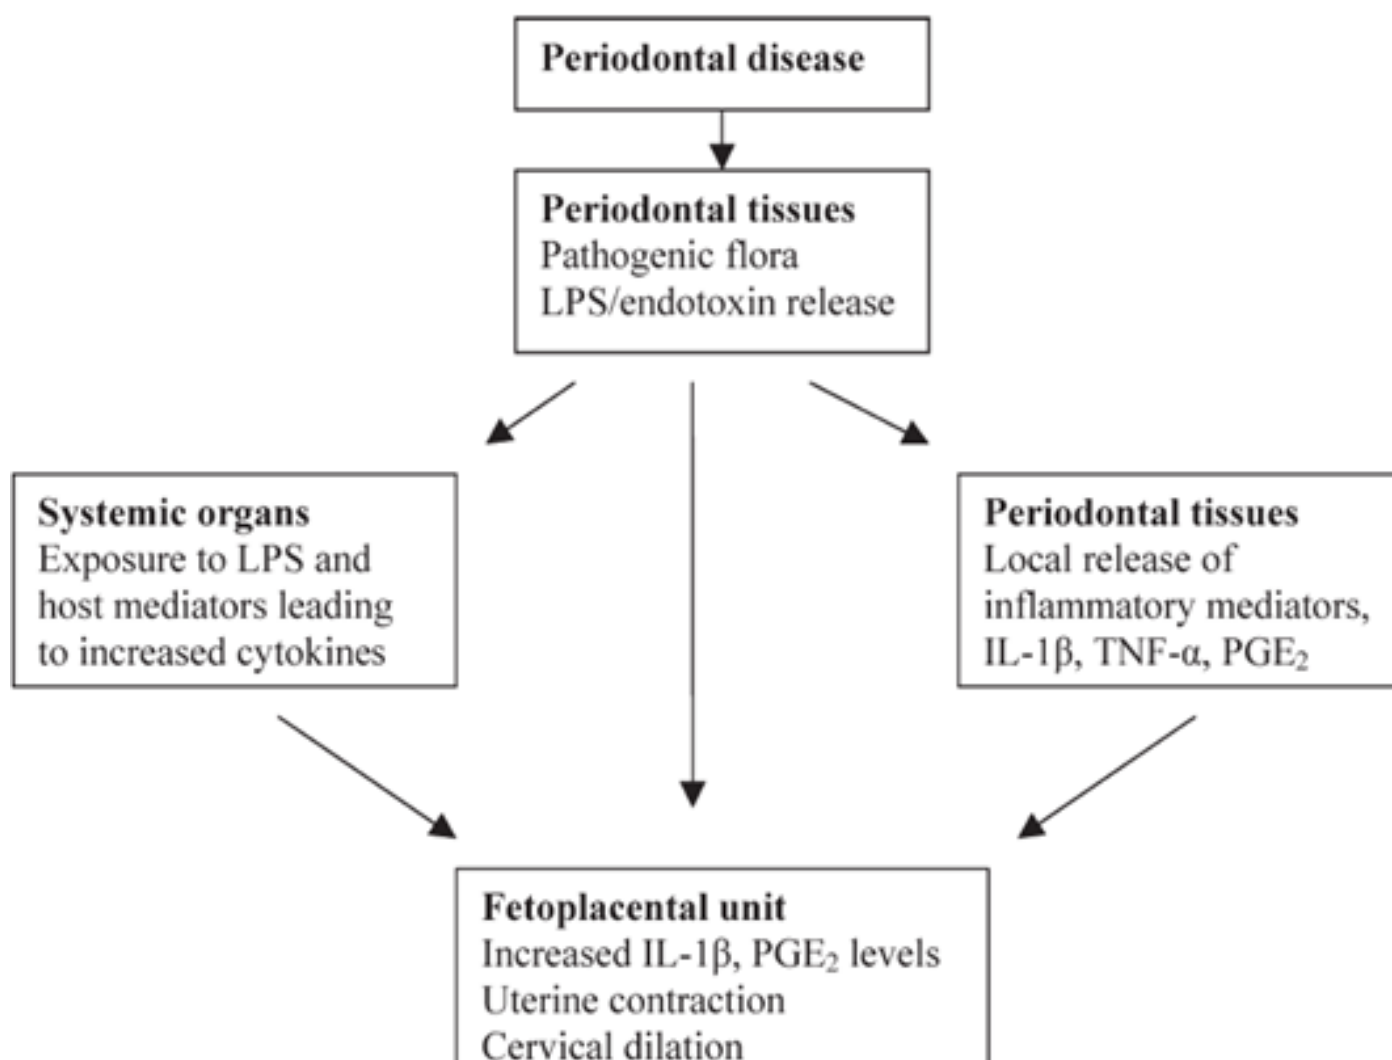 Periodontal disease
Periodontal tissues
Pathogenic flora
LPS/endotoxin release
Systemic organs
Exposure to LPS and
host mediators leading
to increased cytokines
Periodontal tissues
Local release of
inflammatory mediators,
IL-1β, TNF-α, PGE₂
Fetoplacental unit
Increased IL-1β, PGE₂ levels
Uterine contraction
Cervical dilation